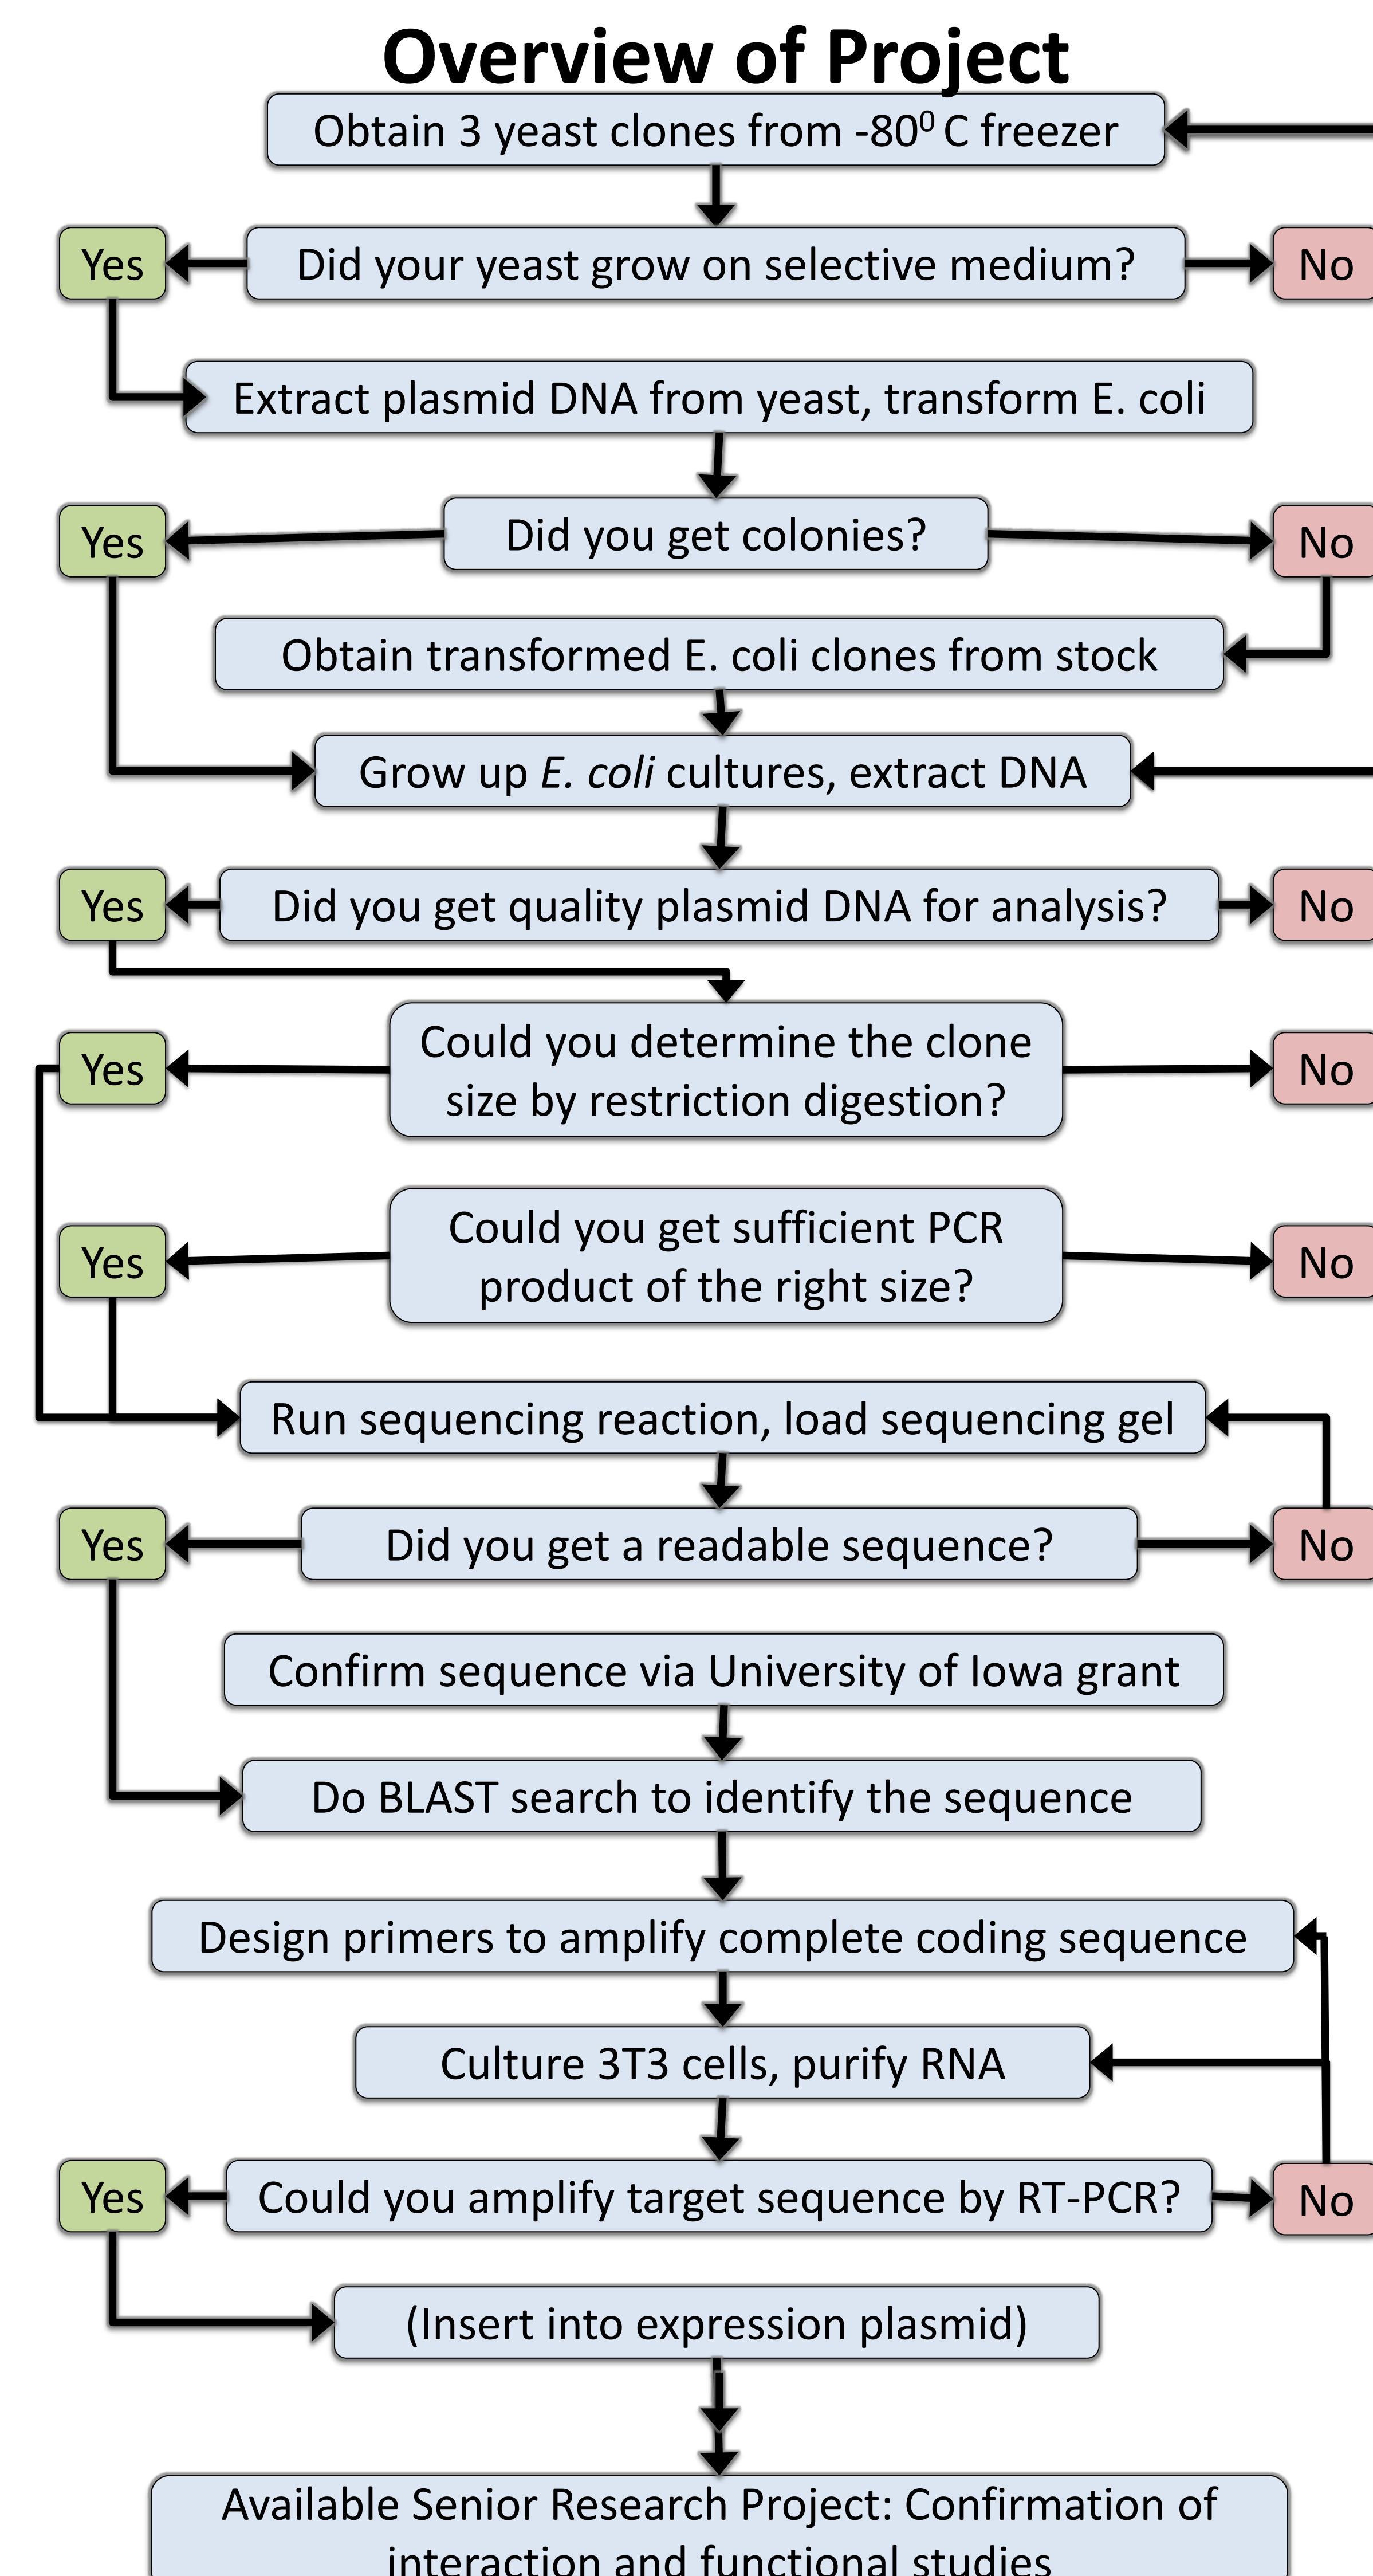 Overview of Project
Obtain 3 yeast clones from -80⁰ C freezer
Yes
Did your yeast grow on selective medium?
No
Extract plasmid DNA from yeast, transform E. coli
Yes
Did you get colonies?
No
Obtain transformed E. coli clones from stock
Grow up E. coli cultures, extract DNA
Yes
Did you get quality plasmid DNA for analysis?
No
Yes
Could you determine the clone
size by restriction digestion?
No
Yes
Could you get sufficient PCR
product of the right size?
No
Run sequencing reaction, load sequencing gel
Yes
Did you get a readable sequence?
No
Confirm sequence via University of Iowa grant
Do BLAST search to identify the sequence
Design primers to amplify complete coding sequence
Culture 3T3 cells, purify RNA
Yes
Could you amplify target sequence by RT-PCR?
No
(Insert into expression plasmid)
Available Senior Research Project: Confirmation of
interaction and functional studies